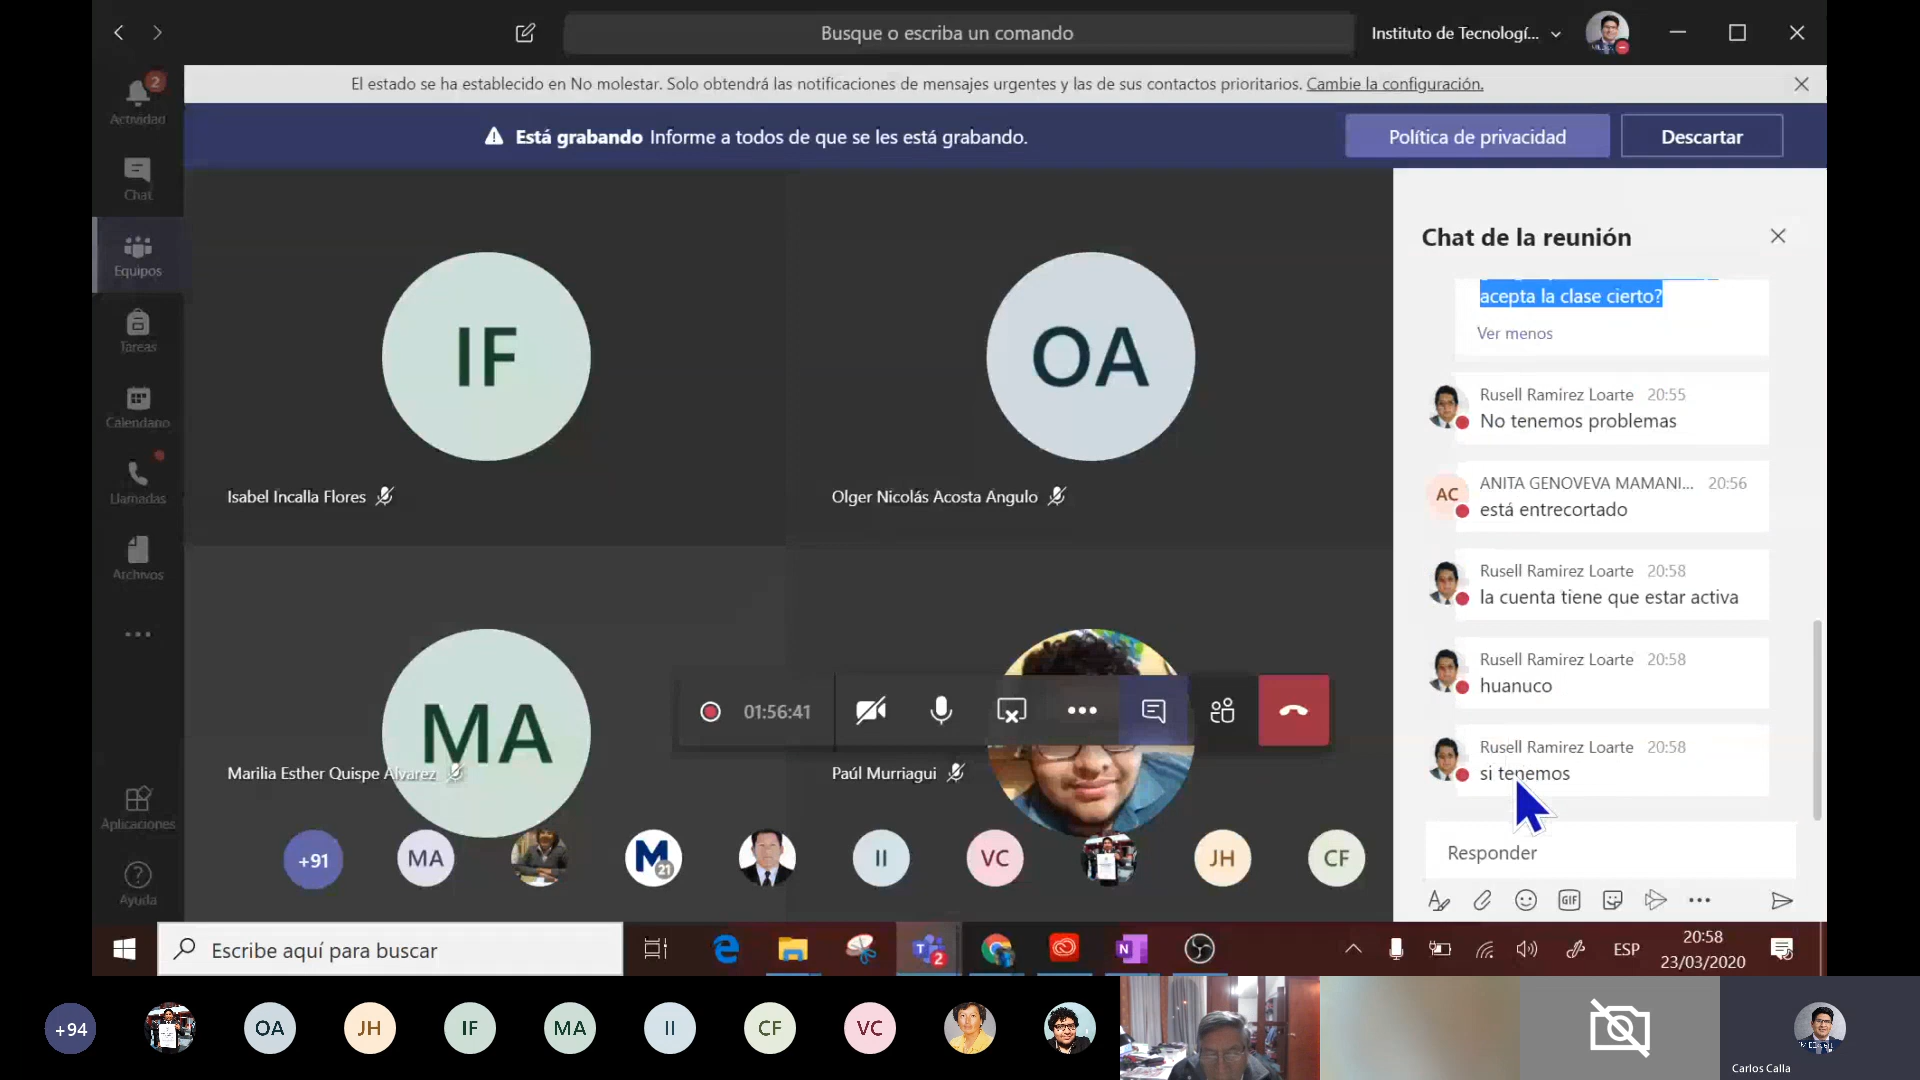 Busque o escriba un comando
Instituto de Tecnologí...
El estado se ha establecido en No molestar. Solo obtendrá las notificaciones de mensajes urgentes y las de sus contactos prioritarios. Cambie la configuración.
Está grabando Informe a todos de que se les está grabando.
Política de privacidad
Descartar
2
Actividad
Chat
Equipos
Tareas
Calendario
Llamadas
Archivos
Aplicaciones
Ayuda
IF
Isabel Incalla Flores
OA
Olger Nicolás Acosta Angulo
MA
Marilia Esther Quispe Alvarez
Paúl Murriagui
01:56:41
+91
MA
M
21
II
VC
JH
CF
Chat de la reunión
acepta la clase cierto?
Ver menos
Rusell Ramirez Loarte 20:55
No tenemos problemas
AC
ANITA GENOVEVA MAMANI... 20:56
está entrecortado
Rusell Ramirez Loarte 20:58
la cuenta tiene que estar activa
Rusell Ramirez Loarte 20:58
huanuco
Rusell Ramirez Loarte 20:58
si tenemos
Responder
GIF
Escribe aquí para buscar
T
2
N
ESP
20:58
23/03/2020
+94
OA
JH
IF
MA
II
CF
VC
Carlos Calla